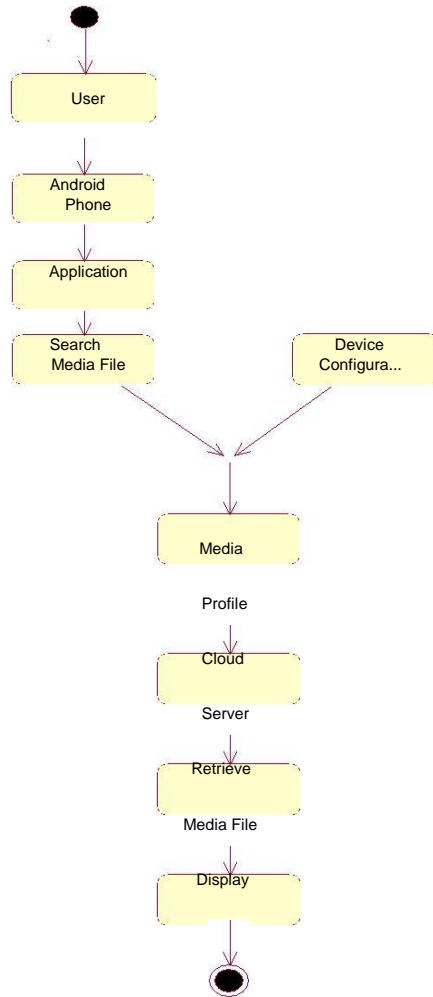 User
Android
Phone
Application
Search
Media File
Device
Configura...
Media
Profile
Cloud
Server
Retrieve
Media File
Display